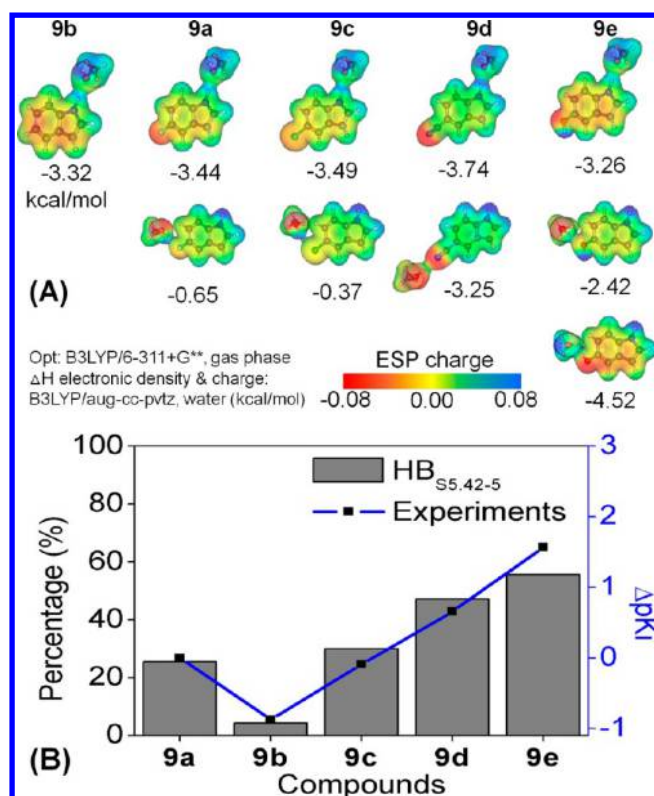 9b 9a 9c 9d 9e
-3.32 -3.44 -3.49 -3.74 -3.26
kcal/mol
-0.65 -0.37 -3.25 -2.42
(A)
Opt: B3LYP/6-311+G**, gas phase
ΔH electronic density & charge:
B3LYP/aug-cc-pvtz, water (kcal/mol)
ESP charge
-0.08 0.00 0.08
-4.52
100
80
60
40
20
0
Percentage (%)
HB S5.42-5
Experiments
3
2
1
0
-1
ΔpKi
9a 9b 9c 9d 9e
(B)
Compounds